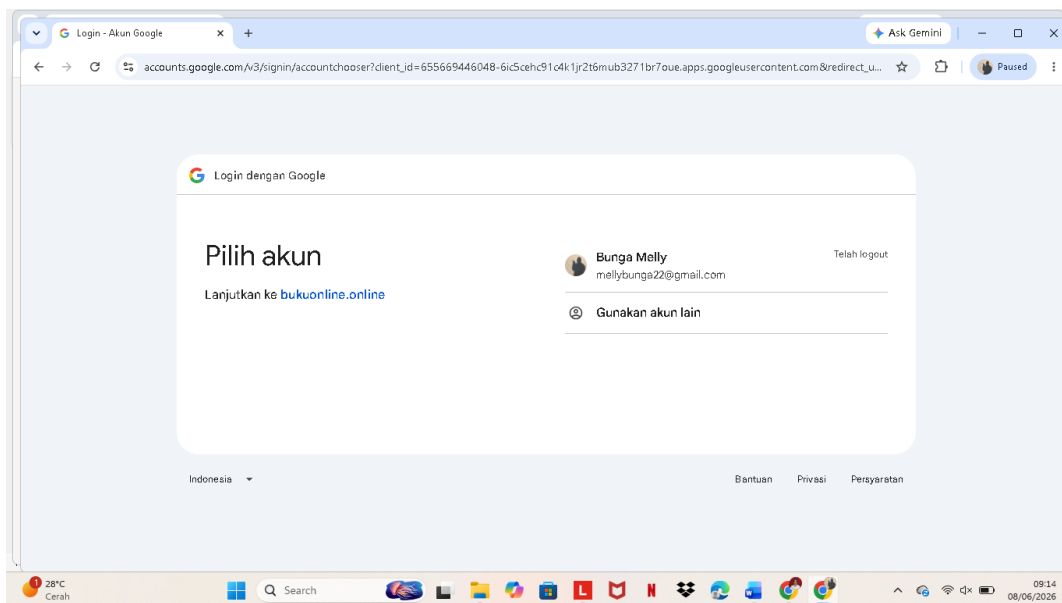 Login - Akun Google
Ask Gemini
accounts.google.com/v3/signin/accountchooser?client_id=655669446048-6ic5cehc91c4k1jr2t6mub3271br7oue.apps.googleusercontent.com&redirect_u...
Paused
Login dengan Google
Pilih akun
Lanjutkan ke bukuonline.online
Bunga Melly
Telah logout
mellybunga22@gmail.com
Gunakan akun lain
Indonesia
Bantuan
Privasi
Persyaratan
1
28°C
Cerah
Search
09:14
08/06/2026